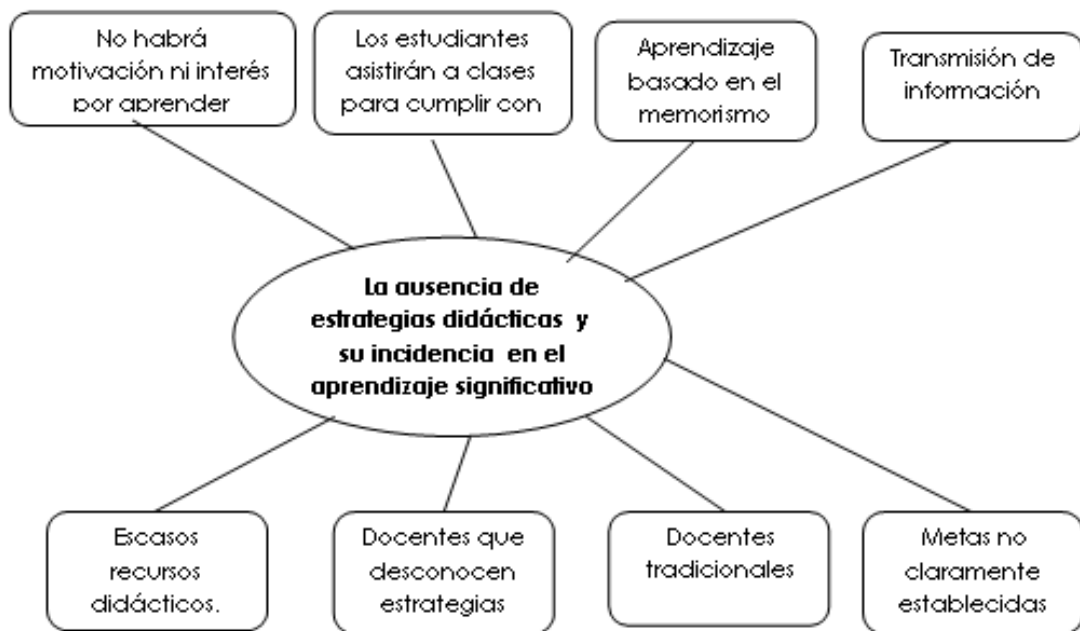 No habrá
motivación ni interés
por aprender
Los estudiantes
asistirán a clases
para cumplir con
Aprendizaje
basado en el
memorismo
Transmisión de
información
La ausencia de
estrategias didácticas y
su incidencia en el
aprendizaje significativo
Escasos
recursos
didácticos.
Docentes que
desconocen
estrategias
Docentes
tradicionales
Metas no
claramente
establecidas